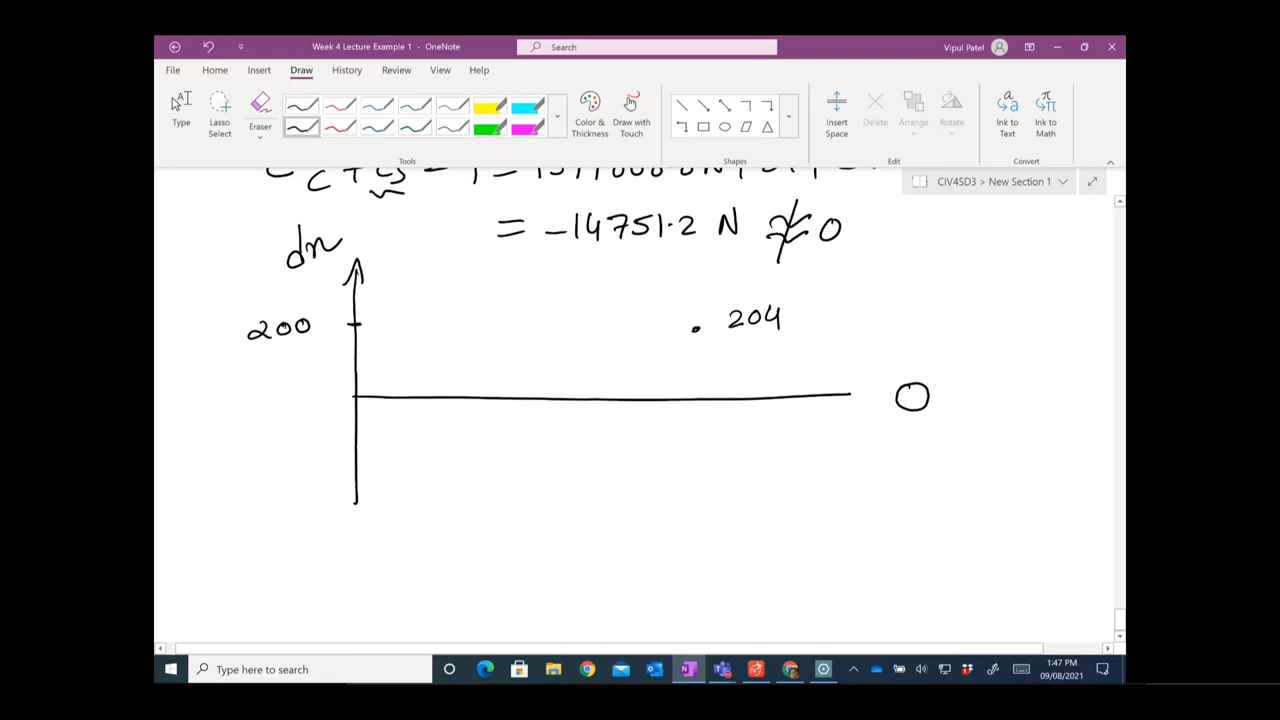 Week 4 Lecture Example 1 - OneNote
Search
Vipul Patel
File Home Insert Draw History Review View Help
Type
Lasso Select
Eraser
Color & Thickness
Draw with Touch
Insert Space
Delete
Arrange
Rotate
Ink to Text
Ink to Math
Tools
Shapes
Edit
Convert
CIV4SD3 > New Section 1
= -14751.2 N ≉ 0
dn
200
. 204
0
Type here to search
1:47 PM
09/08/2021